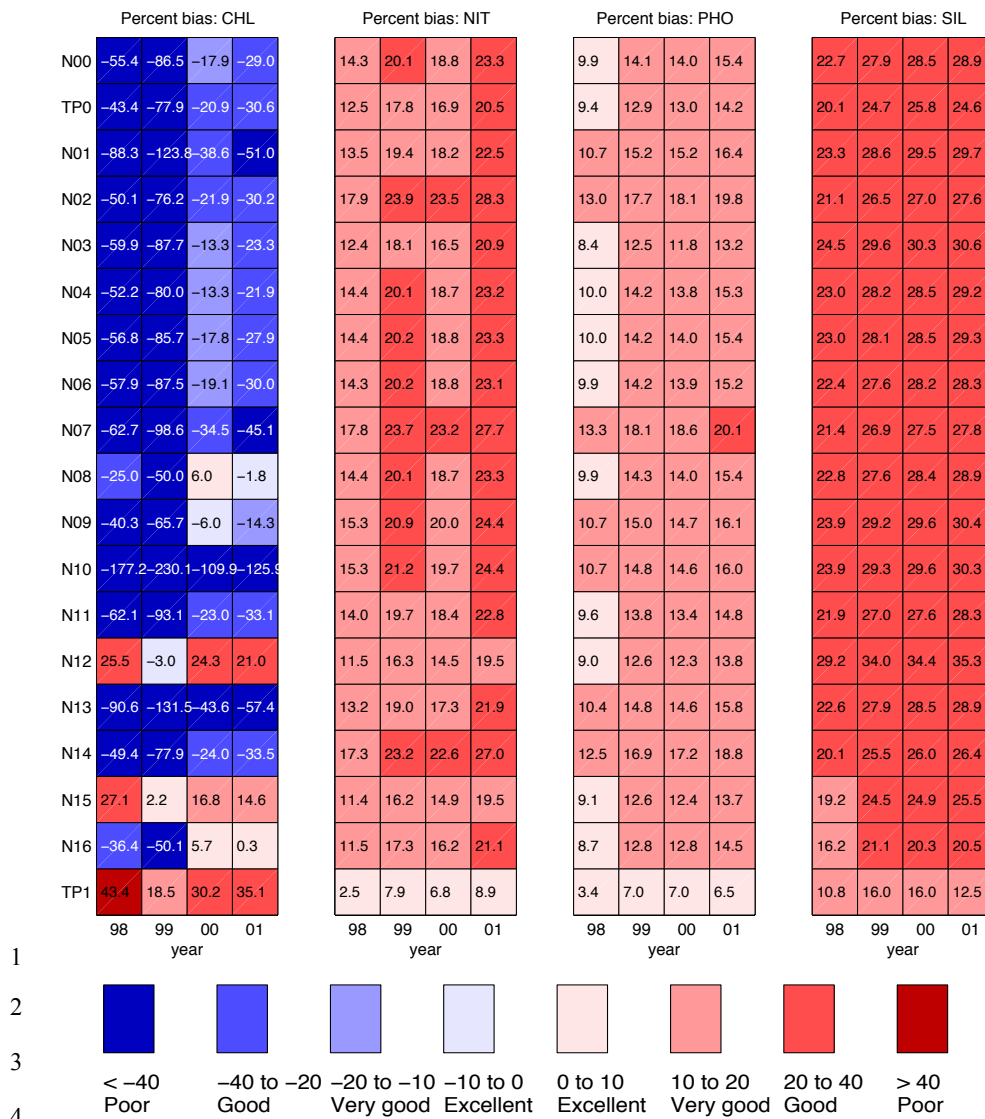 Percent bias: CHL Percent bias: NIT Percent bias: PHO Percent bias: SIL
N00 −55.4 −86.5 −17.9 −29.0 14.3 20.1 18.8 23.3 9.9 14.1 14.0 15.4 22.7 27.9 28.5 28.9
TP0 −43.4 −77.9 −20.9 −30.6 12.5 17.8 16.9 20.5 9.4 12.9 13.0 14.2 20.1 24.7 25.8 24.6
N01 −88.3 −123.8 −38.6 −51.0 13.5 19.4 18.2 22.5 10.7 15.2 15.2 16.4 23.3 28.6 29.5 29.7
N02 −50.1 −76.2 −21.9 −30.2 17.9 23.9 23.5 28.3 13.0 17.7 18.1 19.8 21.1 26.5 27.0 27.6
N03 −59.9 −87.7 −13.3 −23.3 12.4 18.1 16.5 20.9 8.4 12.5 11.8 13.2 24.5 29.6 30.3 30.6
N04 −52.2 −80.0 −13.3 −21.9 14.4 20.1 18.7 23.2 10.0 14.2 13.8 15.3 23.0 28.2 28.5 29.2
N05 −56.8 −85.7 −17.8 −27.9 14.4 20.2 18.8 23.3 10.0 14.2 14.0 15.4 23.0 28.1 28.5 29.3
N06 −57.9 −87.5 −19.1 −30.0 14.3 20.2 18.8 23.1 9.9 14.2 13.9 15.2 22.4 27.6 28.2 28.3
N07 −62.7 −98.6 −34.5 −45.1 17.8 23.7 23.2 27.7 13.3 18.1 18.6 20.1 21.4 26.9 27.5 27.8
N08 −25.0 −50.0 6.0 −1.8 14.4 20.1 18.7 23.3 9.9 14.3 14.0 15.4 22.8 27.6 28.4 28.9
N09 −40.3 −65.7 −6.0 −14.3 15.3 20.9 20.0 24.4 10.7 15.0 14.7 16.1 23.9 29.2 29.6 30.4
N10 −177.2 −230.1 −109.9 −125.9 15.3 21.2 19.7 24.4 10.7 14.8 14.6 16.0 23.9 29.3 29.6 30.3
N11 −62.1 −93.1 −23.0 −33.1 14.0 19.7 18.4 22.8 9.6 13.8 13.4 14.8 21.9 27.0 27.6 28.3
N12 25.5 −3.0 24.3 21.0 11.5 16.3 14.5 19.5 9.0 12.6 12.3 13.8 29.2 34.0 34.4 35.3
N13 −90.6 −131.5 −43.6 −57.4 13.2 19.0 17.3 21.9 10.4 14.8 14.6 15.8 22.6 27.9 28.5 28.9
N14 −49.4 −77.9 −24.0 −33.5 17.3 23.2 22.6 27.0 12.5 16.9 17.2 18.8 20.1 25.5 26.0 26.4
N15 27.1 2.2 16.8 14.6 11.4 16.2 14.9 19.5 9.1 12.6 12.4 13.7 19.2 24.5 24.9 25.5
N16 −36.4 −50.1 5.7 0.3 11.5 17.3 16.2 21.1 8.7 12.8 12.8 14.5 16.2 21.1 20.3 20.5
TP1 43.4 18.5 30.2 35.1 2.5 7.9 6.8 8.9 3.4 7.0 7.0 6.5 10.8 16.0 16.0 12.5
98 99 00 01 98 99 00 01 98 99 00 01 98 99 00 01
year year year year
1
2
3
< −40 −40 to −20 −20 to −10 −10 to 0 0 to 10 10 to 20 20 to 40 > 40
Poor Good Very good Excellent Excellent Very good Good Poor
4